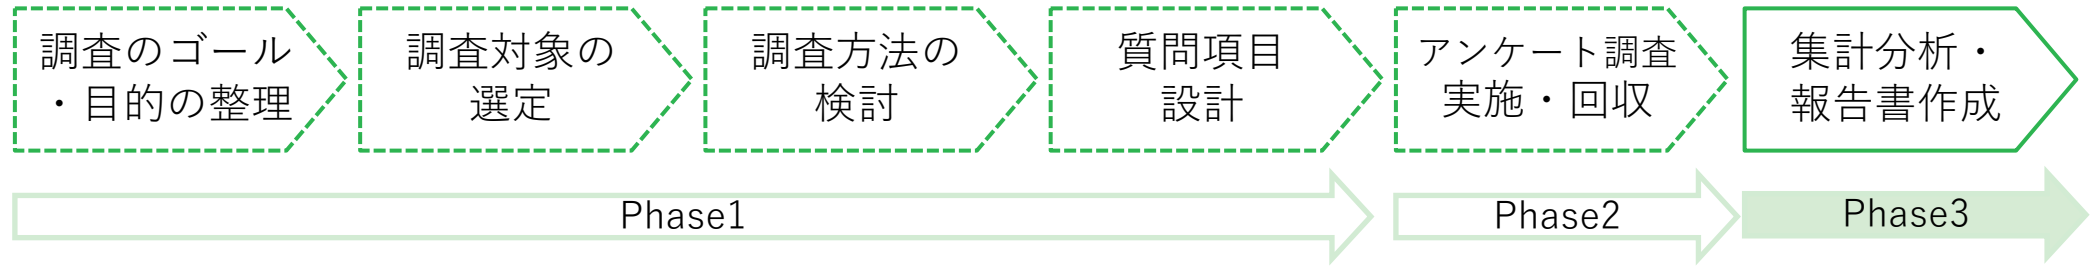 調査のゴール
・目的の整理
調査対象の
選定
調査方法の
検討
質問項目
設計
アンケート調査
実施・回収
集計分析・
報告書作成
Phase1
Phase2
Phase3